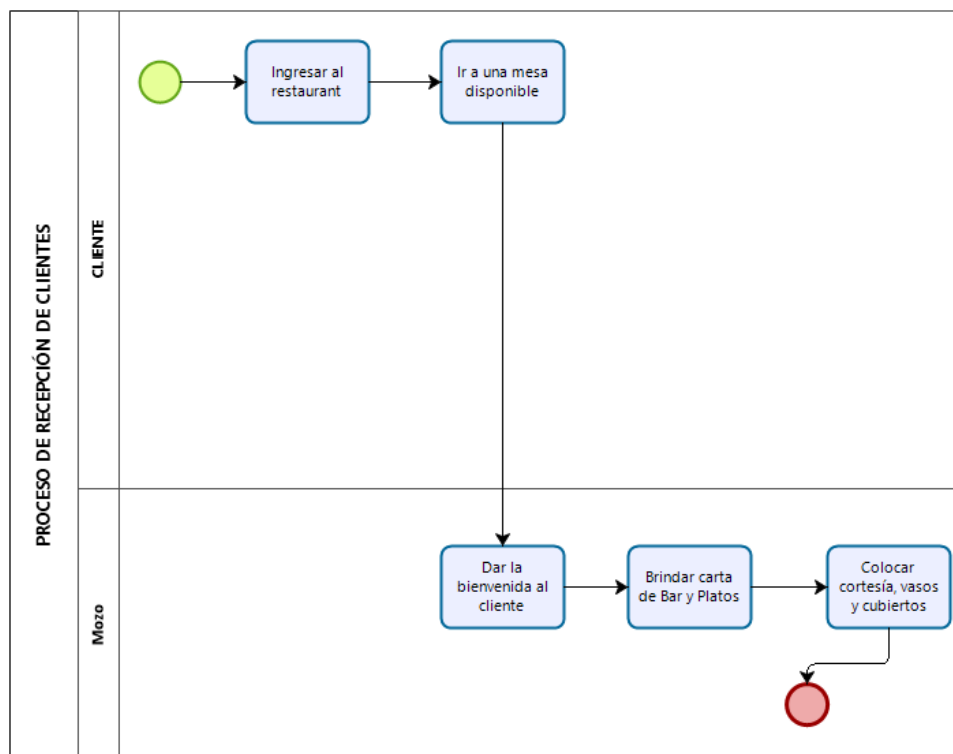 PROCESO DE RECEPCIÓN DE CLIENTES
CLIENTE
Ingresar al
restaurant
Ir a una mesa
disponible
Mozo
Dar la
bienvenida al
cliente
Brindar carta
de Bar y Platos
Colocar
cortesía, vasos
y cubiertos